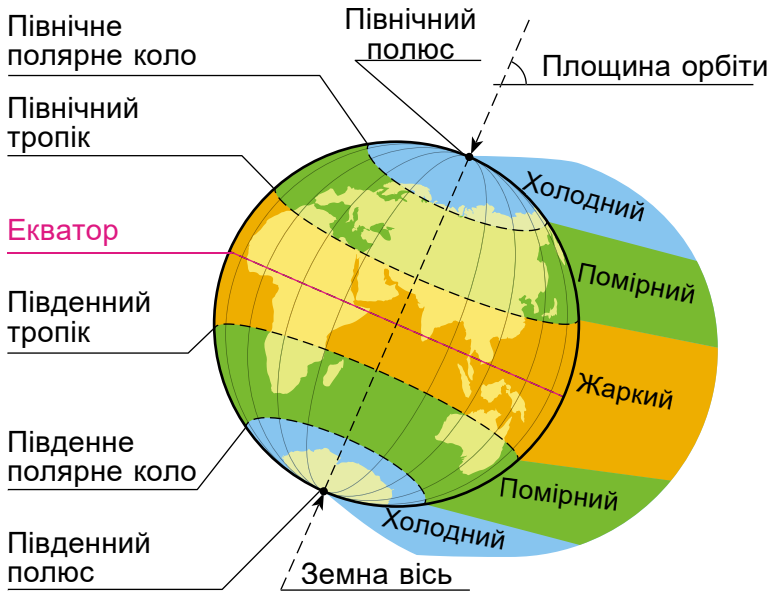 Північне
полярне коло
Північний
полюс
Площина орбіти
Північний
тропік
Екватор
Південний
тропік
Південне
полярне коло
Південний
полюс
Земна вісь
Холодний
Помірний
Жаркий
Помірний
Холодний